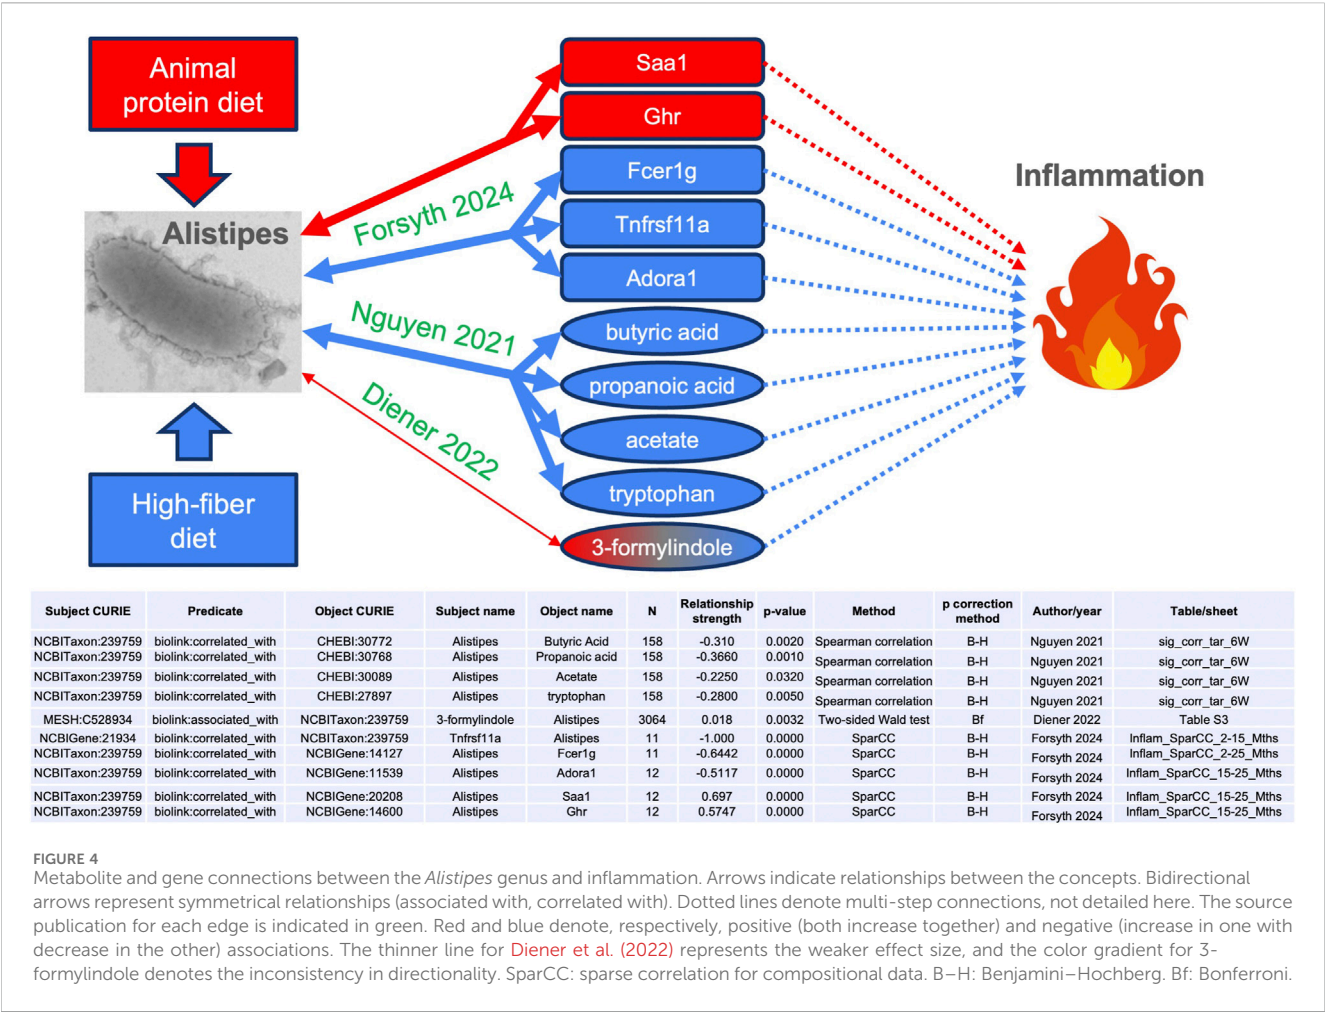 Animal
protein diet
Alistipes
High-fiber
diet
Forsyth 2024
Nguyen 2021
Diener 2022
Saa1
Ghr
Fcer1g
Tnfrsf11a
Adora1
butyric acid
propanoic acid
acetate
tryptophan
3-formylindole
Inflammation
Subject CURIE Predicate Object CURIE Subject name Object name N Relationship strength p-value Method p correction method Author/year Table/sheet
NCBITaxon:239759 biolink:correlated_with CHEBI:30772 Alistipes Butyric Acid 158 -0.310 0.0020 Spearman correlation B-H Nguyen 2021 sig_corr_tar_6W
NCBITaxon:239759 biolink:correlated_with CHEBI:30768 Alistipes Propanoic acid 158 -0.3660 0.0010 Spearman correlation B-H Nguyen 2021 sig_corr_tar_6W
NCBITaxon:239759 biolink:correlated_with CHEBI:30089 Alistipes Acetate 158 -0.2250 0.0320 Spearman correlation B-H Nguyen 2021 sig_corr_tar_6W
NCBITaxon:239759 biolink:correlated_with CHEBI:27897 Alistipes tryptophan 158 -0.2800 0.0050 Spearman correlation B-H Nguyen 2021 sig_corr_tar_6W
MESH:C528934 biolink:associated_with NCBITaxon:239759 3-formylindole Alistipes 3064 0.018 0.0032 Two-sided Wald test Bf Diener 2022 Table S3
NCBIGene:21934 biolink:correlated_with NCBITaxon:239759 Tnfrsf11a Alistipes 11 -1.000 0.0000 SparCC B-H Forsyth 2024 Inflam_SparCC_2-15_Mths
NCBITaxon:239759 biolink:correlated_with NCBIGene:14127 Alistipes Fcer1g 11 -0.6442 0.0000 SparCC B-H Forsyth 2024 Inflam_SparCC_2-25_Mths
NCBITaxon:239759 biolink:correlated_with NCBIGene:11539 Alistipes Adora1 12 -0.5117 0.0000 SparCC B-H Forsyth 2024 Inflam_SparCC_15-25_Mths
NCBITaxon:239759 biolink:correlated_with NCBIGene:20208 Alistipes Saa1 12 0.697 0.0000 SparCC B-H Forsyth 2024 Inflam_SparCC_15-25_Mths
NCBITaxon:239759 biolink:correlated_with NCBIGene:14600 Alistipes Ghr 12 0.5747 0.0000 SparCC B-H Forsyth 2024 Inflam_SparCC_15-25_Mths
FIGURE 4
Metabolite and gene connections between the Alistipes genus and inflammation. Arrows indicate relationships between the concepts. Bidirectional
arrows represent symmetrical relationships (associated with, correlated with). Dotted lines denote multi-step connections, not detailed here. The source
publication for each edge is indicated in green. Red and blue denote, respectively, positive (both increase together) and negative (increase in one with
decrease in the other) associations. The thinner line for Diener et al. (2022) represents the weaker effect size, and the color gradient for 3-
formylindole denotes the inconsistency in directionality. SparCC: sparse correlation for compositional data. B–H: Benjamini–Hochberg. Bf: Bonferroni.